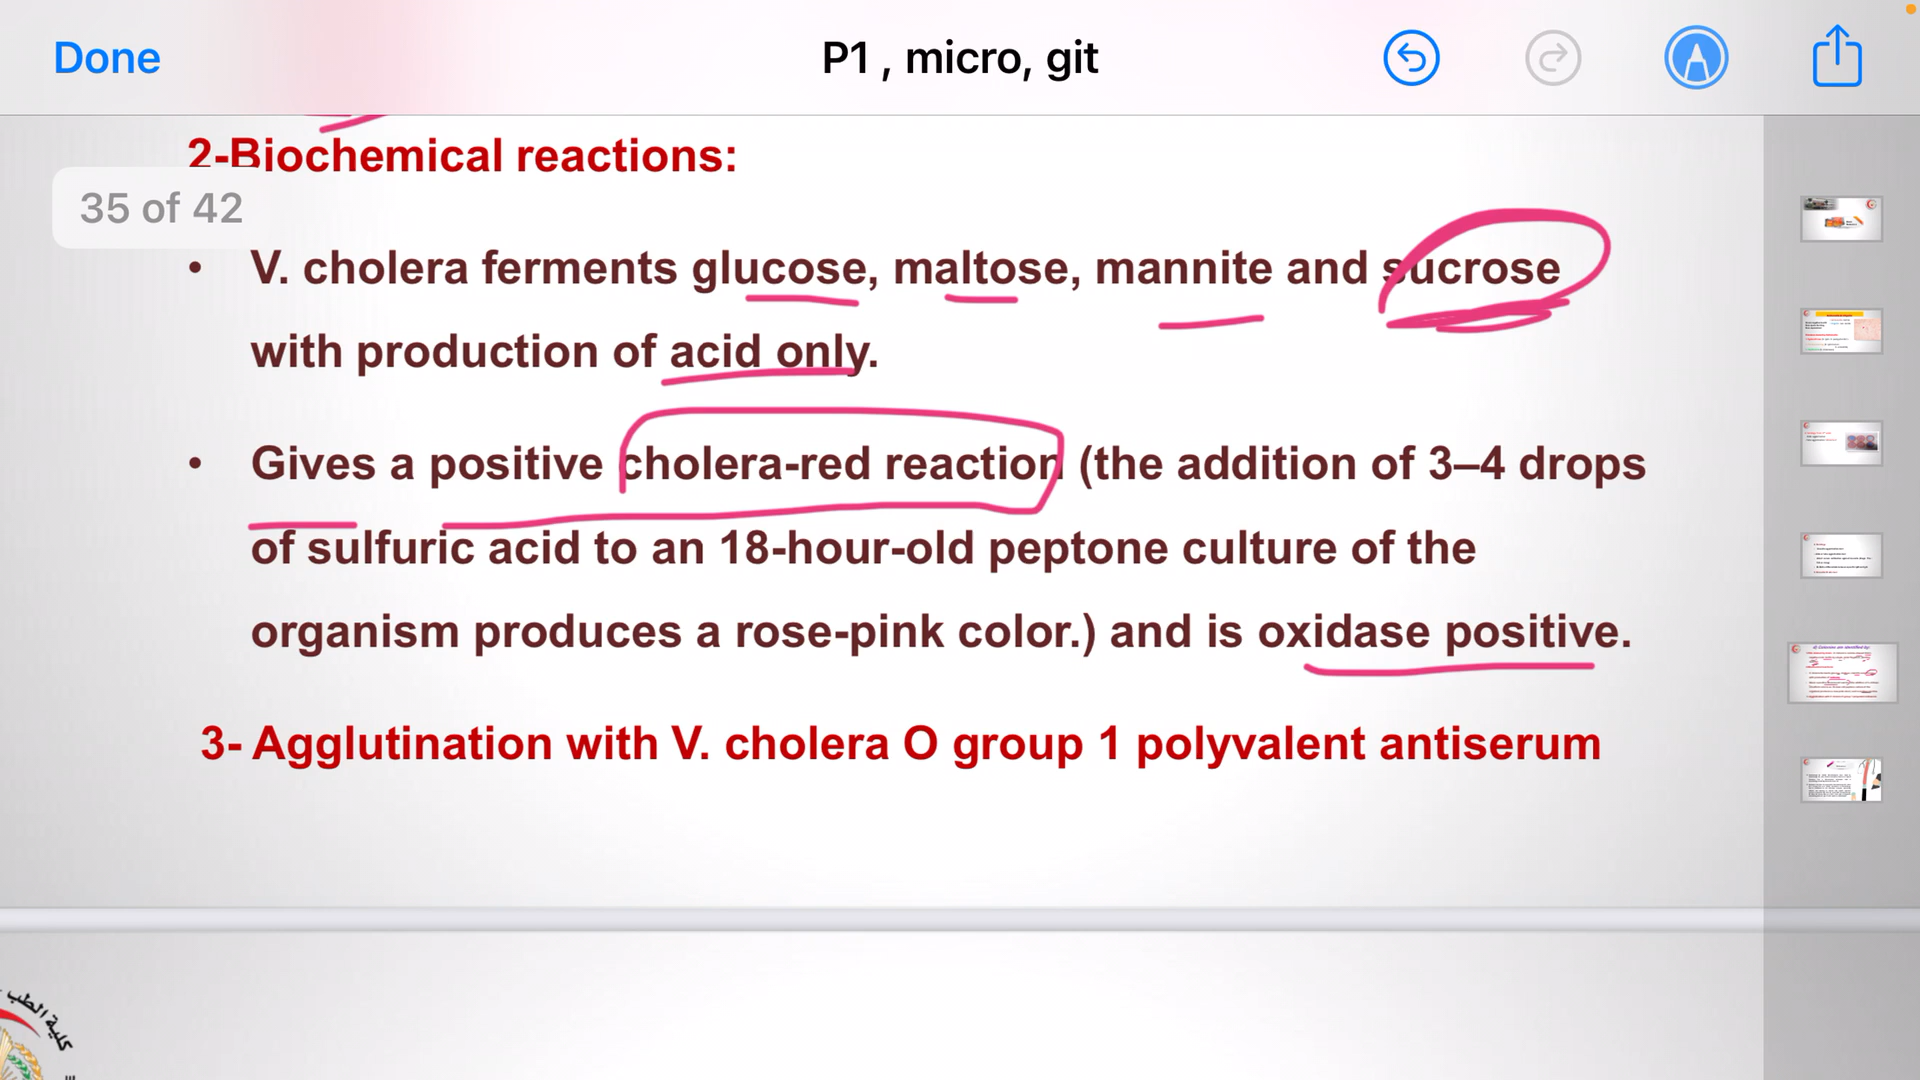 Done
P1 , micro, git
2-Biochemical reactions:
35 of 42
• V. cholera ferments glucose, maltose, mannite and sucrose
with production of acid only.
• Gives a positive cholera-red reaction (the addition of 3–4 drops
of sulfuric acid to an 18-hour-old peptone culture of the
organism produces a rose-pink color.) and is oxidase positive.
3- Agglutination with V. cholera O group 1 polyvalent antiserum
كلية الطب